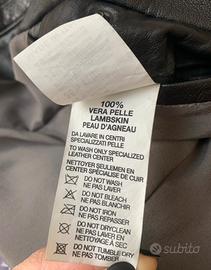 100%
VERA PELLE
LAMBSKIN
PEAU D'AGNEAU
DA LAVARE IN CENTRI
SPECIALIZZATI PELLE
TO WASH ONLY SPECIALIZED
LEATHER CENTER
NETTOYER SEULEMENT EN
CENTER SPECIALISE DE CUIR
DO NOT WASH
NE PAS LAVER
DO NOT BLEACH
NE PAS BLANCHIR
DO NOT IRON
NE PAS REPASSER
DO NOT DRYCLEAN
NE PAS LAVER EN
NETTOYAGE A SEC
DO NOT TUMBLE DRY
NE PAS
subito